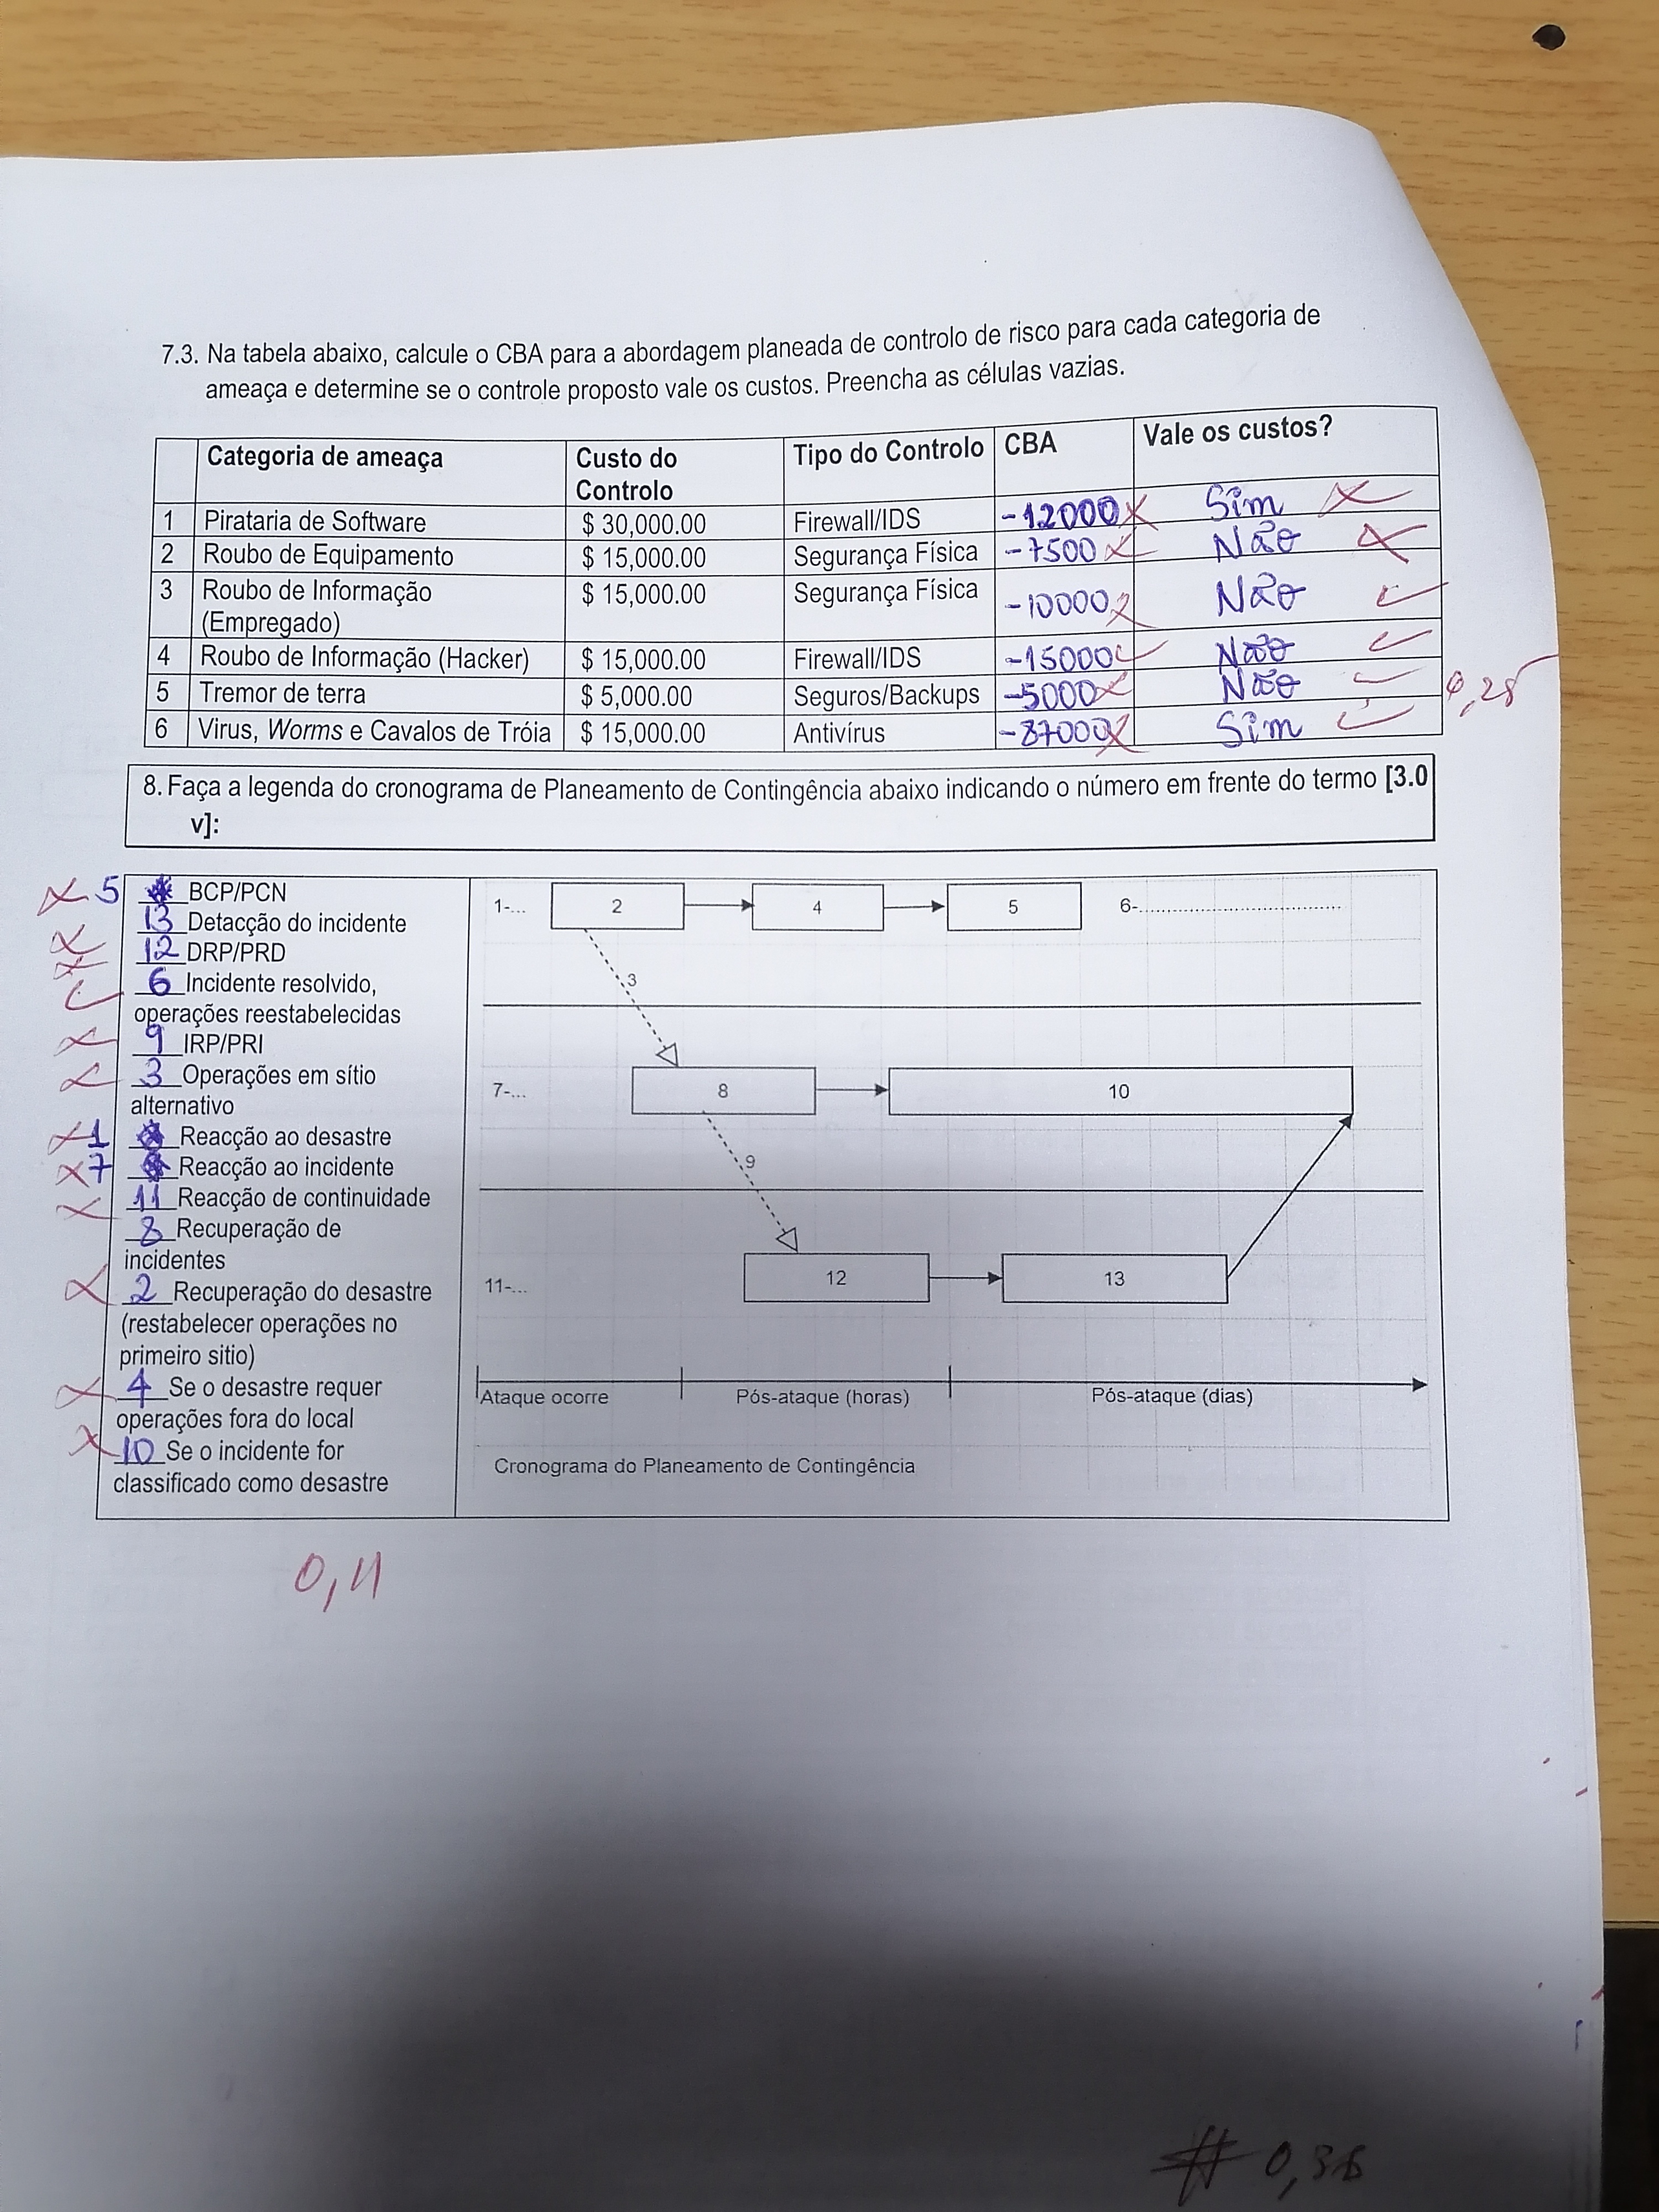 7.3. Na tabela abaixo, calcule o CBA para a abordagem planeada de controlo de risco para cada categoria de
ameaça e determine se o controle proposto vale os custos. Preencha as células vazias.
Categoria de ameaça Custo do Controlo Tipo do Controlo CBA Vale os custos?
1 Pirataria de Software $ 30,000.00 Firewall/IDS -12000 Sim
2 Roubo de Equipamento $ 15,000.00 Segurança Física -7500 Não
3 Roubo de Informação (Empregado) $ 15,000.00 Segurança Física -10000 Não
4 Roubo de Informação (Hacker) $ 15,000.00 Firewall/IDS -15000 Não
5 Tremor de terra $ 5,000.00 Seguros/Backups -5000 Não
6 Virus, Worms e Cavalos de Tróia $ 15,000.00 Antivírus -87000 Sim
0,28
8. Faça a legenda do cronograma de Planeamento de Contingência abaixo indicando o número em frente do termo [3.0
v]:
5 BCP/PCN
13 Detacção do incidente
12 DRP/PRD
6 Incidente resolvido,
operações reestabelecidas
9 IRP/PRI
3 Operações em sítio
alternativo
1 Reacção ao desastre
7 Reacção ao incidente
11 Reacção de continuidade
8 Recuperação de
incidentes
2 Recuperação do desastre
(restabelecer operações no
primeiro sitio)
4 Se o desastre requer
operações fora do local
10 Se o incidente for
classificado como desastre
1-... 2 4 5 6-...................................
3
7-... 8 10
9
11-... 12 13
Ataque ocorre Pós-ataque (horas) Pós-ataque (dias)
Cronograma do Planeamento de Contingência
0,11
# 0,36